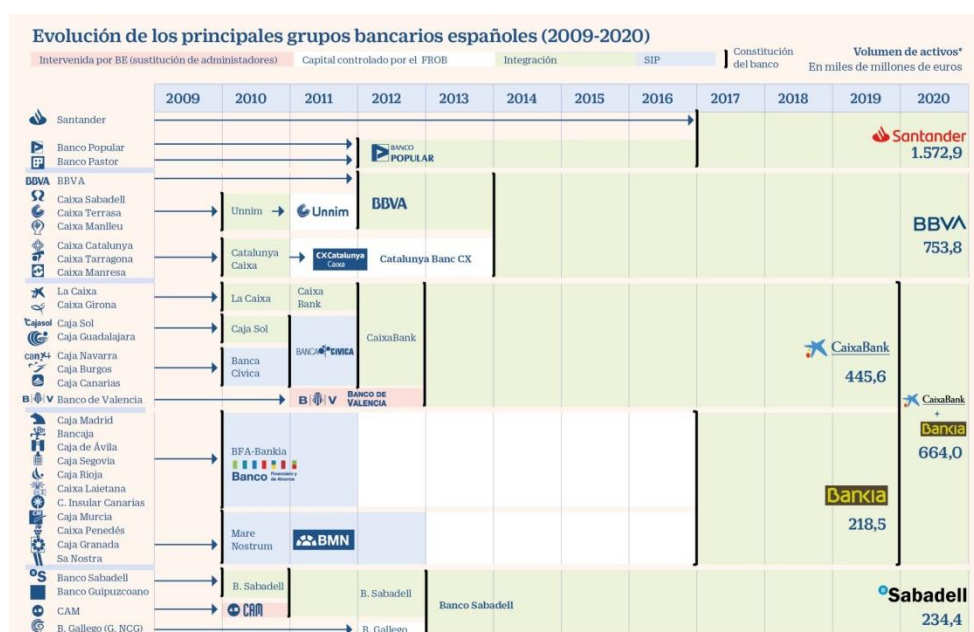 Evolución de los principales grupos bancarios españoles (2009-2020)
Intervenida por BE (sustitución de administadores)
Capital controlado por el FROB
Integración
SIP
Constitución
del banco
Volumen de activos*
En miles de millones de euros
2009 2010 2011 2012 2013 2014 2015 2016 2017 2018 2019 2020
Santander
Santander
1.572,9
Banco Popular
Banco Pastor
BANCO
POPULAR
BBVA BBVA
Caixa Sabadell
Caixa Terrasa
Caixa Manlleu
Unnim
Unnim
BBVA
BBVA
753,8
Caixa Catalunya
Caixa Tarragona
Caixa Manresa
Catalunya
Caixa
CXCatalunya
Caixa
Catalunya Banc CX
La Caixa
Caixa Girona
La Caixa
Caixa
Bank
Cajasol Caja Sol
Caja Guadalajara
Caja Sol
CaixaBank
can Caja Navarra
Caja Burgos
Caja Canarias
Banca
Cívica
BANCA CIVICA
CaixaBank
445,6
B V Banco de Valencia
B V BANCO DE
VALENCIA
CaixaBank
+
Bankia
664,0
Caja Madrid
Bancaja
Caja de Ávila
Caja Segovia
Caja Rioja
Caixa Laietana
C. Insular Canarias
BFA-Bankia
Banco Financiero y
de Ahorros
Bankia
218,5
Caja Murcia
Caixa Penedés
Caja Granada
Sa Nostra
Mare
Nostrum
BMN
Banco Sabadell
Banco Guipuzcoano
B. Sabadell
B. Sabadell
Banco Sabadell
Sabadell
234,4
CAM
CAM
B. Gallego (G. NCG)
B. Gallego